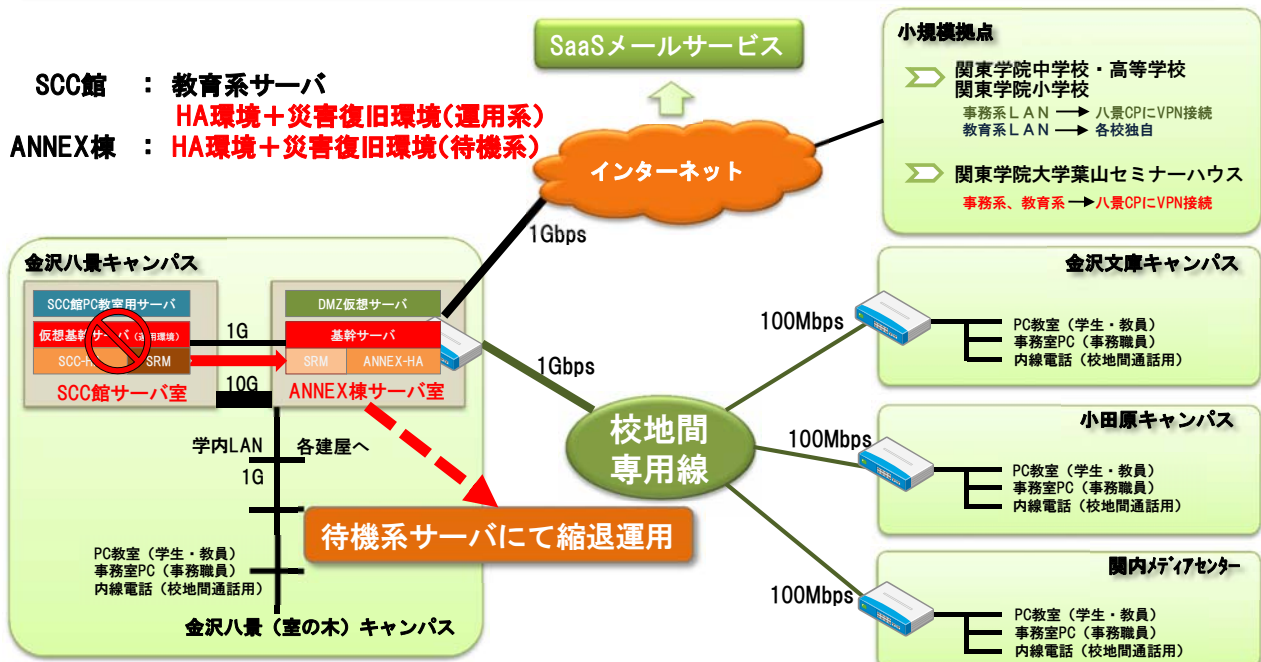 SCC館 : 教育系サーバ
HA環境+災害復旧環境(運用系)
ANNEX棟 : HA環境+災害復旧環境(待機系)
SaaSメールサービス
インターネット
1Gbps
小規模拠点
関東学院中学校・高等学校
関東学院小学校
事務系LAN → 八景CPにVPN接続
教育系LAN → 各校独自
関東学院大学葉山セミナーハウス
事務系、教育系→八景CPにVPN接続
金沢八景キャンパス
SCC館PC教室用サーバ
仮想基幹サーバ(運用環境)
SRM
SCC館サーバ室
1G
10G
DMZ仮想サーバ
基幹サーバ
SRM
ANNEX-HA
ANNEX棟サーバ室
学内LAN
各建屋へ
1G
PC教室(学生・教員)
事務室PC(事務職員)
内線電話(校地間通話用)
金沢八景(室の木)キャンパス
待機系サーバにて縮退運用
1Gbps
校地間
専用線
100Mbps
金沢文庫キャンパス
PC教室(学生・教員)
事務室PC(事務職員)
内線電話(校地間通話用)
100Mbps
小田原キャンパス
PC教室(学生・教員)
事務室PC(事務職員)
内線電話(校地間通話用)
100Mbps
関内メディアセンター
PC教室(学生・教員)
事務室PC(事務職員)
内線電話(校地間通話用)